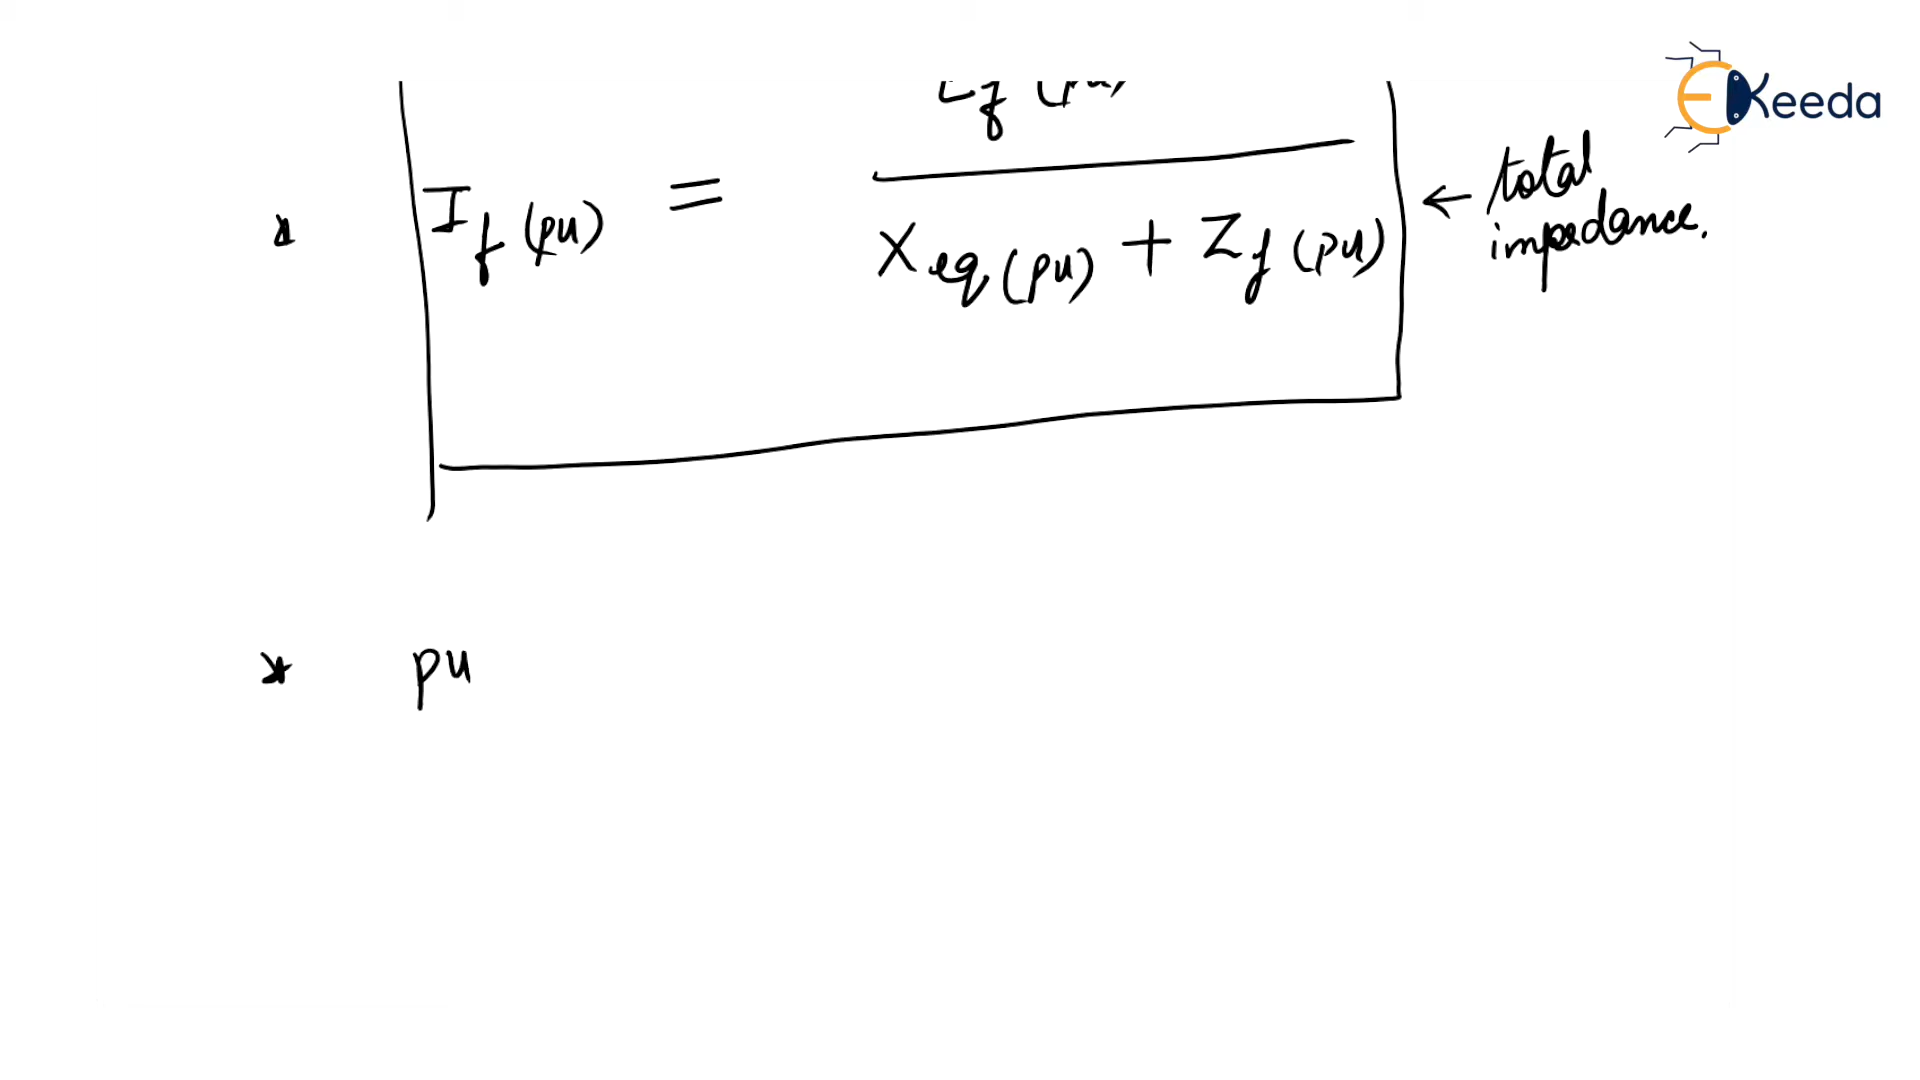 EKeeda
* I_f (pu) = / X_eq (pu) + Z_f (pu) ← total impedance.
* pu